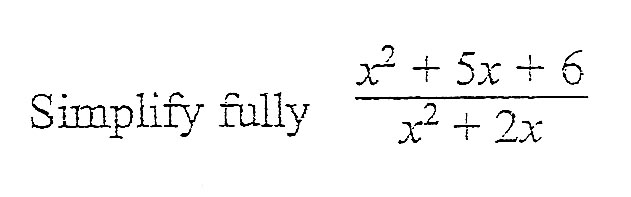 Simplify fully x² + 5x + 6
x² + 2x